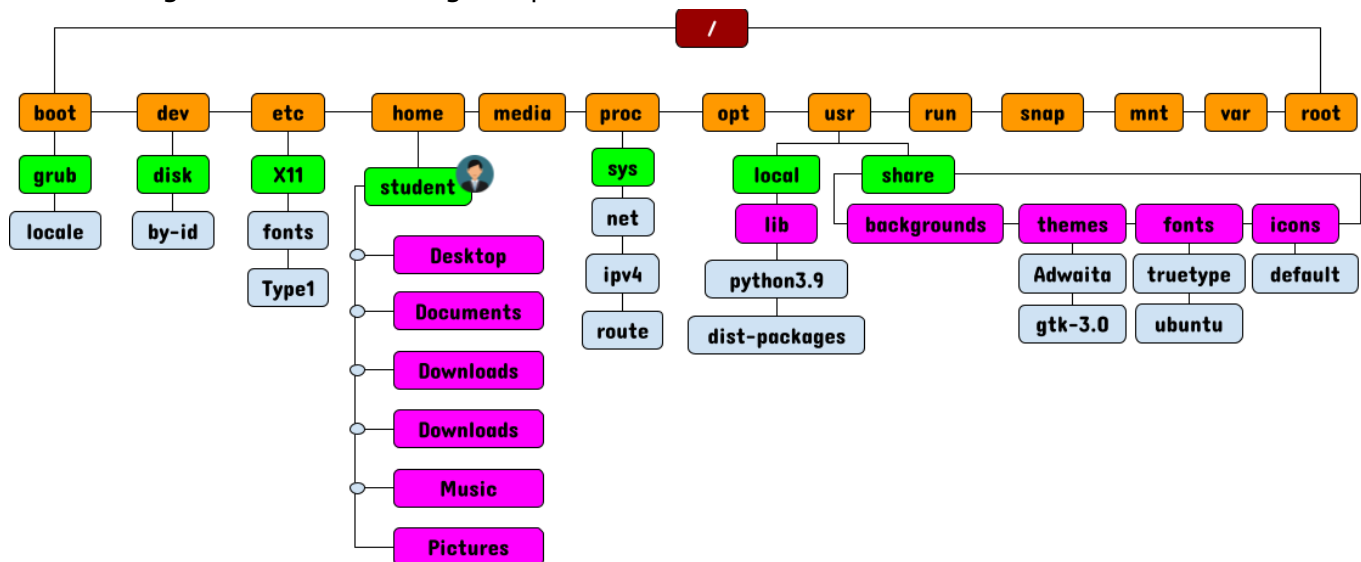 /
boot dev etc home media proc opt usr run snap mnt var root
grub disk X11 student sys local share
locale by-id fonts net lib backgrounds themes fonts icons
Desktop ipv4 python3.9 Adwaita truetype default
Type1
Documents route dist-packages gtk-3.0 ubuntu
Downloads
Downloads
Music
Pictures